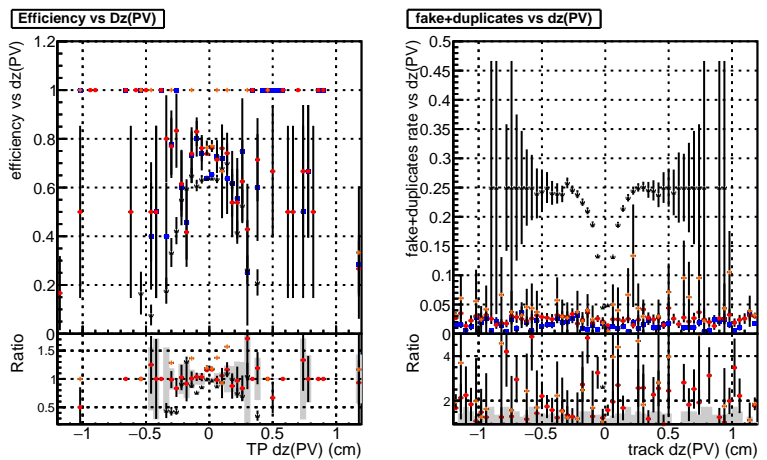 Efficiency vs Dz(PV)
efficiency vs dz(PV)
1.2
1
0.8
0.6
0.4
0.2
0
Ratio
1.5
1
0.5
−1 −0.5 0 0.5 1
TP dz(PV) (cm)
fake+duplicates vs dz(PV)
fake+duplicates rate vs dz(PV)
0.5
0.45
0.4
0.35
0.3
0.25
0.2
0.15
0.1
0.05
0
Ratio
4
2
−1 −0.5 0 0.5 1
track dz(PV) (cm)